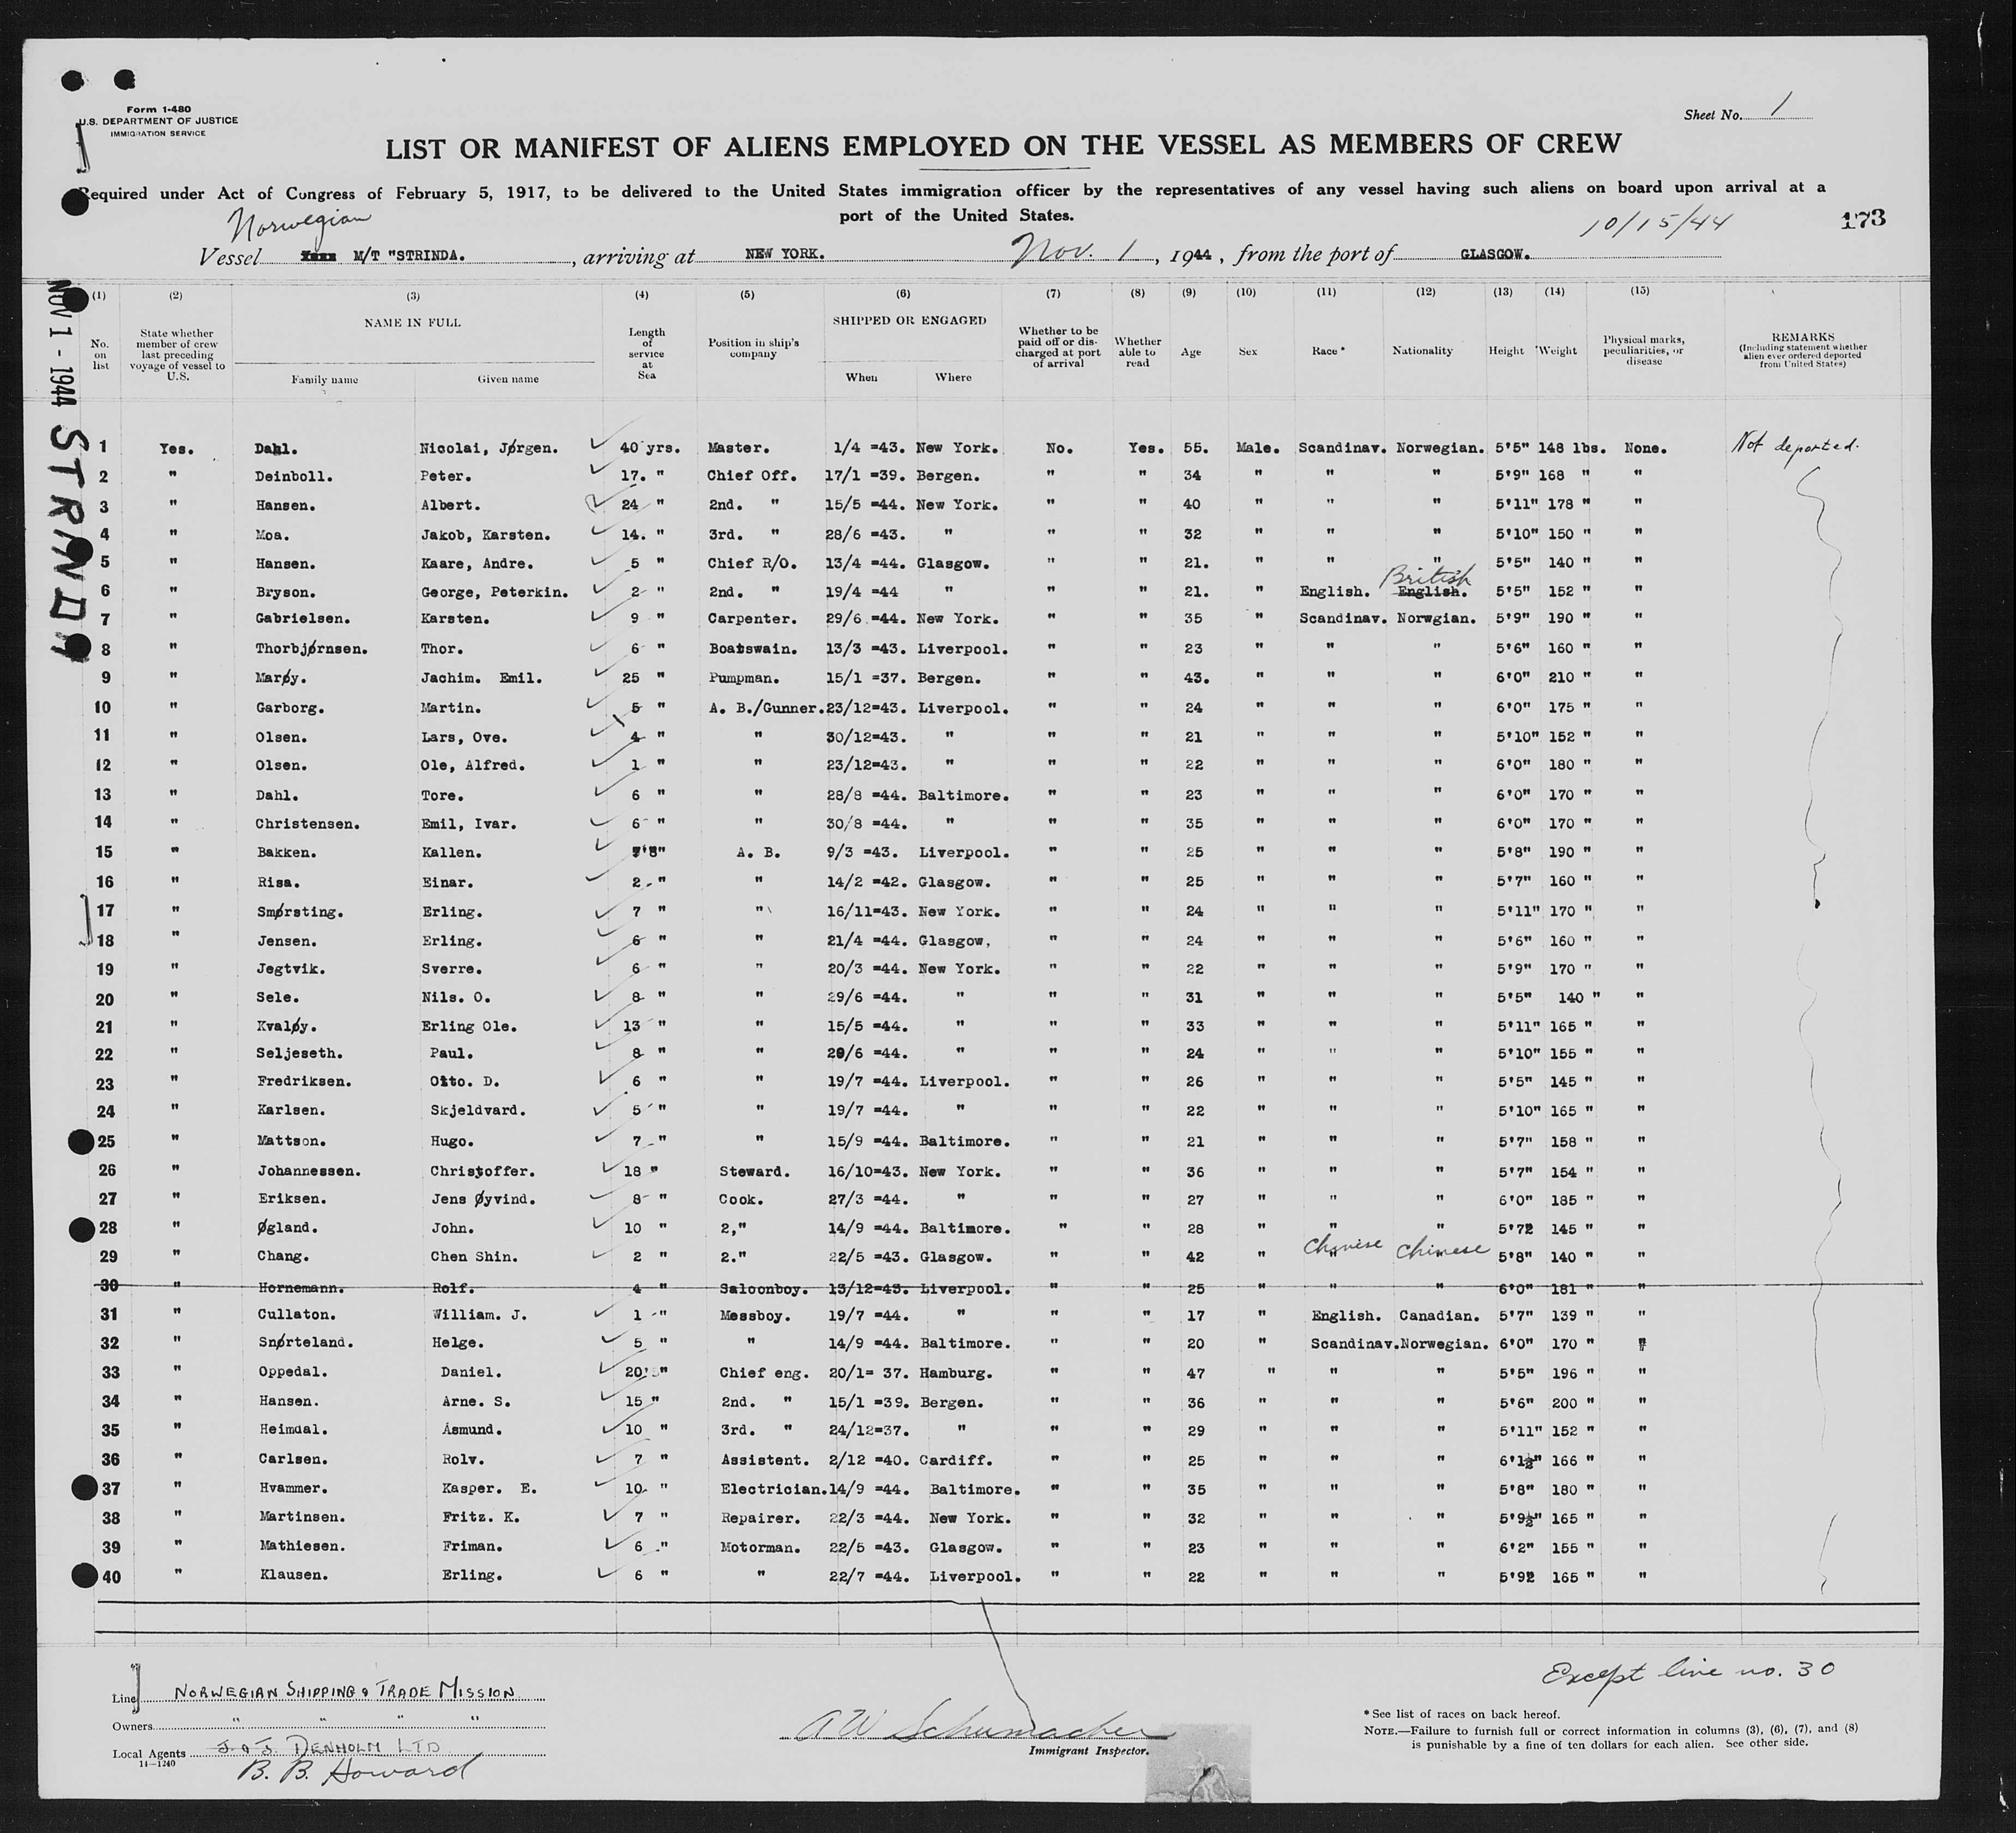 Form 1-480
U.S. DEPARTMENT OF JUSTICE
IMMIGRATION SERVICE
Sheet No. 1
LIST OR MANIFEST OF ALIENS EMPLOYED ON THE VESSEL AS MEMBERS OF CREW
Required under Act of Congress of February 5, 1917, to be delivered to the United States immigration officer by the representatives of any vessel having such aliens on board upon arrival at a
port of the United States.
10/15/44
173
Norwegian
Vessel M/T "STRINDA. , arriving at NEW YORK. Nov. 1 , 1944 , from the port of GLASGOW.
NOV 1 - 1944 STRINDA
(1) (2) (3) (4) (5) (6) (7) (8) (9) (10) (11) (12) (13) (14) (15)
No. on list State whether member of crew last preceding voyage of vessel to U.S. NAME IN FULL Length of service at Sea Position in ship's company SHIPPED OR ENGAGED Whether to be paid off or discharged at port of arrival Whether able to read Age Sex Race* Nationality Height Weight Physical marks, peculiarities, or disease REMARKS (Including statement whether alien ever ordered deported from United States)
Family name Given name When Where
1 Yes. Dahl. Nicolai, Jørgen. 40 yrs. Master. 1/4 =43. New York. No. Yes. 55. Male. Scandinav. Norwegian. 5'5" 148 lbs. None. Not deported.
2 " Deinboll. Peter. 17. " Chief Off. 17/1 =39. Bergen. " " 34 " " " 5'9" 168 " "
3 " Hansen. Albert. 24 " 2nd. " 15/5 =44. New York. " " 40 " " " 5'11" 178 " "
4 " Moa. Jakob, Karsten. 14. " 3rd. " 28/6 =43. " " " 32 " " " 5'10" 150 " "
5 " Hansen. Kaare, Andre. 5 " Chief R/O. 13/4 =44. Glasgow. " " 21. " " " 5'5" 140 " "
British
6 " Bryson. George, Peterkin. 2 " 2nd. " 19/4 =44 " " " 21. " English. English. 5'5" 152 " "
7 " Gabrielsen. Karsten. 9 " Carpenter. 29/6 =44. New York. " " 35 " Scandinav. Norwgian. 5'9" 190 " "
8 " Thorbjørnsen. Thor. 6 " Boatswain. 13/3 =43. Liverpool. " " 23 " " " 5'6" 160 " "
9 " Marøy. Jachim. Emil. 25 " Pumpman. 15/1 =37. Bergen. " " 43. " " " 6'0" 210 " "
10 " Garborg. Martin. 5 " A. B./Gunner. 23/12=43. Liverpool. " " 24 " " " 6'0" 175 " "
11 " Olsen. Lars, Ove. 4 " " 30/12=43. " " " 21 " " " 5'10" 152 " "
12 " Olsen. Ole, Alfred. 1 " " 23/12=43. " " " 22 " " " 6'0" 180 " "
13 " Dahl. Tore. 6 " " 28/8 =44. Baltimore. " " 23 " " " 6'0" 170 " "
14 " Christensen. Emil, Ivar. 6 " " 30/8 =44. " " " 35 " " " 6'0" 170 " "
15 " Bakken. Kallen. " A. B. 9/3 =43. Liverpool. " " 25 " " " 5'8" 190 " "
16 " Risa. Einar. 2 " " 14/2 =42. Glasgow. " " 25 " " " 5'7" 160 " "
17 " Smørsting. Erling. 7 " " 16/11=43. New York. " " 24 " " " 5'11" 170 " "
18 " Jensen. Erling. 6 " " 21/4 =44. Glasgow, " " 24 " " " 5'6" 160 " "
19 " Jegtvik. Sverre. 6 " " 20/3 =44. New York. " " 22 " " " 5'9" 170 " "
20 " Sele. Nils. O. 8 " " 29/6 =44. " " " 31 " " " 5'5" 140 " "
21 " Kvaløy. Erling Ole. 13 " " 15/5 =44. " " " 33 " " " 5'11" 165 " "
22 " Seljeseth. Paul. 8 " " 29/6 =44. " " " 24 " " " 5'10" 155 " "
23 " Fredriksen. Otto. D. 6 " " 19/7 =44. Liverpool. " " 26 " " " 5'5" 145 " "
24 " Karlsen. Skjeldvard. 5 " " 19/7 =44. " " " 22 " " " 5'10" 165 " "
25 " Mattson. Hugo. 7 " " 15/9 =44. Baltimore. " " 21 " " " 5'7" 158 " "
26 " Johannessen. Christoffer. 18 " Steward. 16/10=43. New York. " " 36 " " " 5'7" 154 " "
27 " Eriksen. Jens Øyvind. 8 " Cook. 27/3 =44. " " " 27 " " " 6'0" 185 " "
28 " Øgland. John. 10 " 2," 14/9 =44. Baltimore. " " 28 " " " 5'7 145 " "
29 " Chang. Chen Shin. 2 " 2." 22/5 =43. Glasgow. " " 42 " Chinese Chinese 5'8" 140 " "
30 " Hornemann. Rolf. 4 " Saloonboy. 13/12=43. Liverpool. " " 25 " " " 6'0" 181 " "
31 " Cullaton. William. J. 1 " Messboy. 19/7 =44. " " " 17 " English. Canadian. 5'7" 139 " "
32 " Snørteland. Helge. 5 " " 14/9 =44. Baltimore. " " 20 " Scandinav. Norwegian. 6'0" 170 " "
33 " Oppedal. Daniel. 20 " Chief eng. 20/1= 37. Hamburg. " " 47 " " " 5'5" 196 " "
34 " Hansen. Arne. S. 15 " 2nd. " 15/1 =39. Bergen. " " 36 " " " 5'6" 200 " "
35 " Heimdal. Asmund. 10 " 3rd. " 24/12=37. " " " 29 " " " 5'11" 152 " "
36 " Carlsen. Rolv. 7 " Assistent. 2/12 =40. Cardiff. " " 25 " " " 6'1½" 166 " "
37 " Hvammer. Kasper. E. 10 " Electrician. 14/9 =44. Baltimore. " " 35 " " " 5'8" 180 " "
38 " Martinsen. Fritz. K. 7 " Repairer. 22/3 =44. New York. " " 32 " " " 5'9½" 165 " "
39 " Mathiesen. Friman. 6 " Motorman. 22/5 =43. Glasgow. " " 23 " " " 6'2" 155 " "
40 " Klausen. Erling. 6 " " 22/7 =44. Liverpool. " " 22 " " " 5'9 165 " "
Except line no. 30
Line NORWEGIAN SHIPPING & TRADE MISSION
Owners " " " "
Local Agents J. & J. DENHOLM LTD
14-1240
B. B. Howard
A W Schumacher
Immigrant Inspector.
* See list of races on back hereof.
NOTE.—Failure to furnish full or correct information in columns (3), (6), (7), and (8)
is punishable by a fine of ten dollars for each alien. See other side.